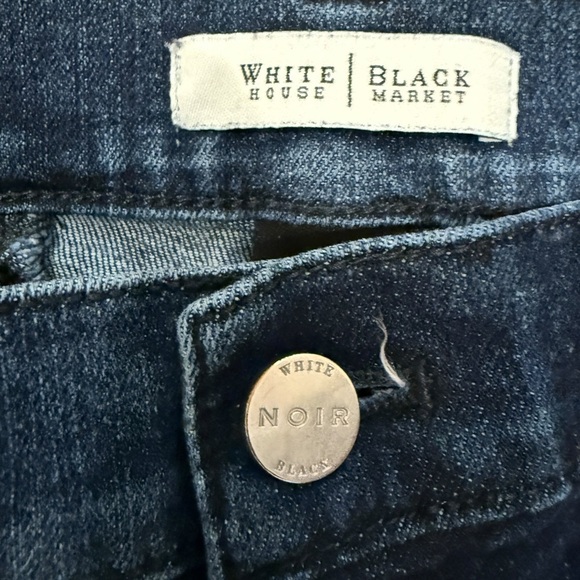 WHITE | BLACK
HOUSE | MARKET
WHITE
NOIR
BLACK